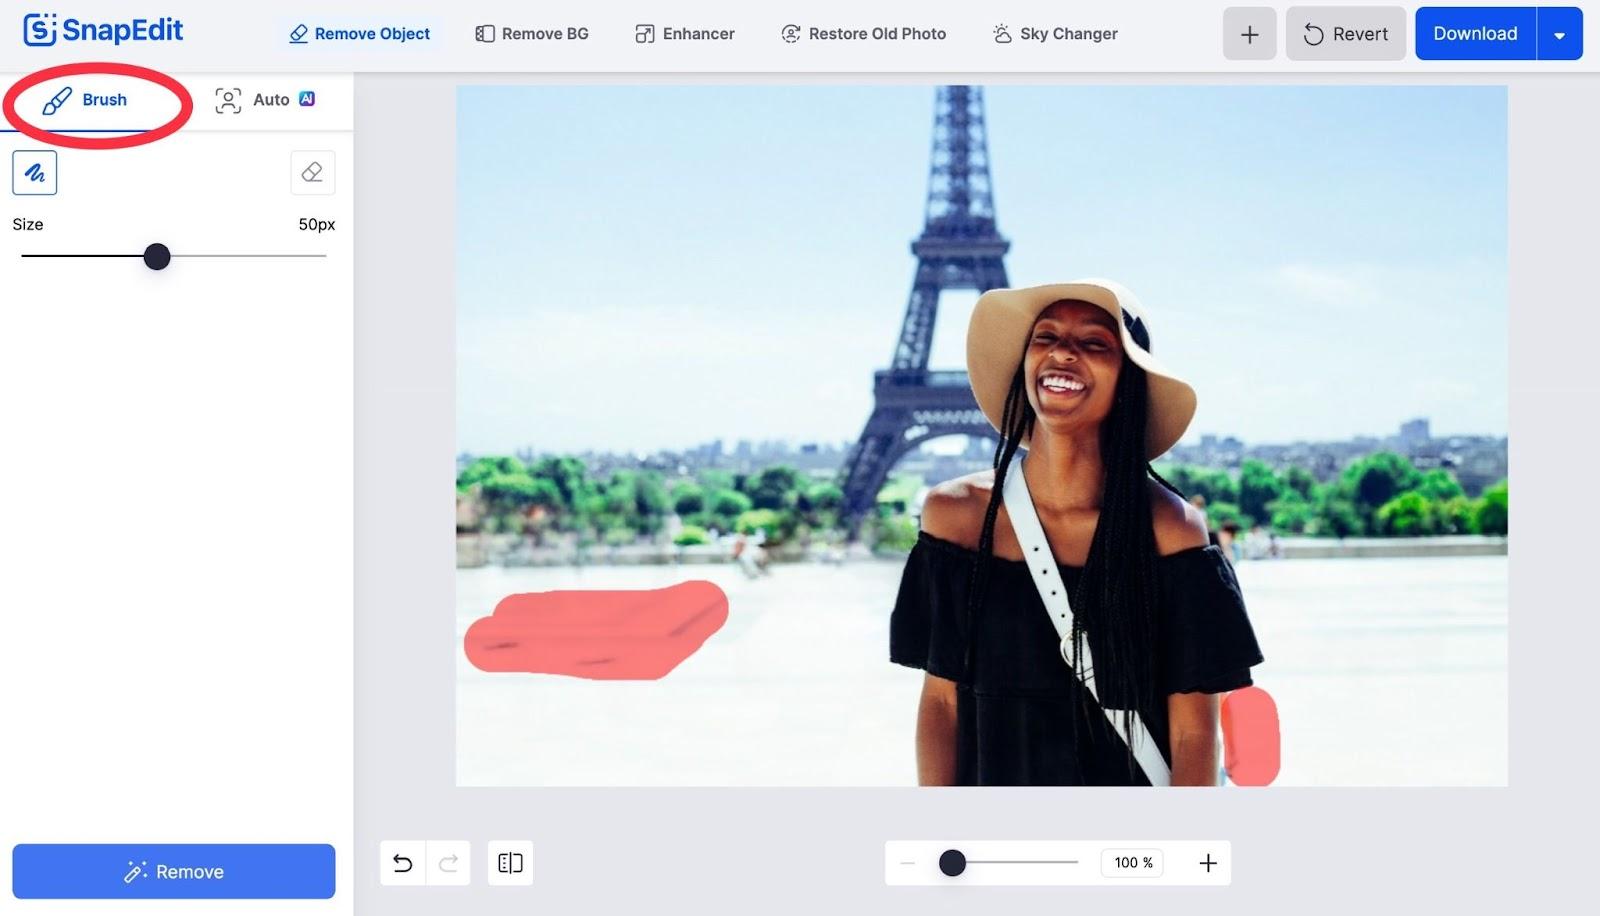 SnapEdit
Remove Object
Remove BG
Enhancer
Restore Old Photo
Sky Changer
Revert
Download
Brush
Auto AI
Size 50px
Remove
100 %